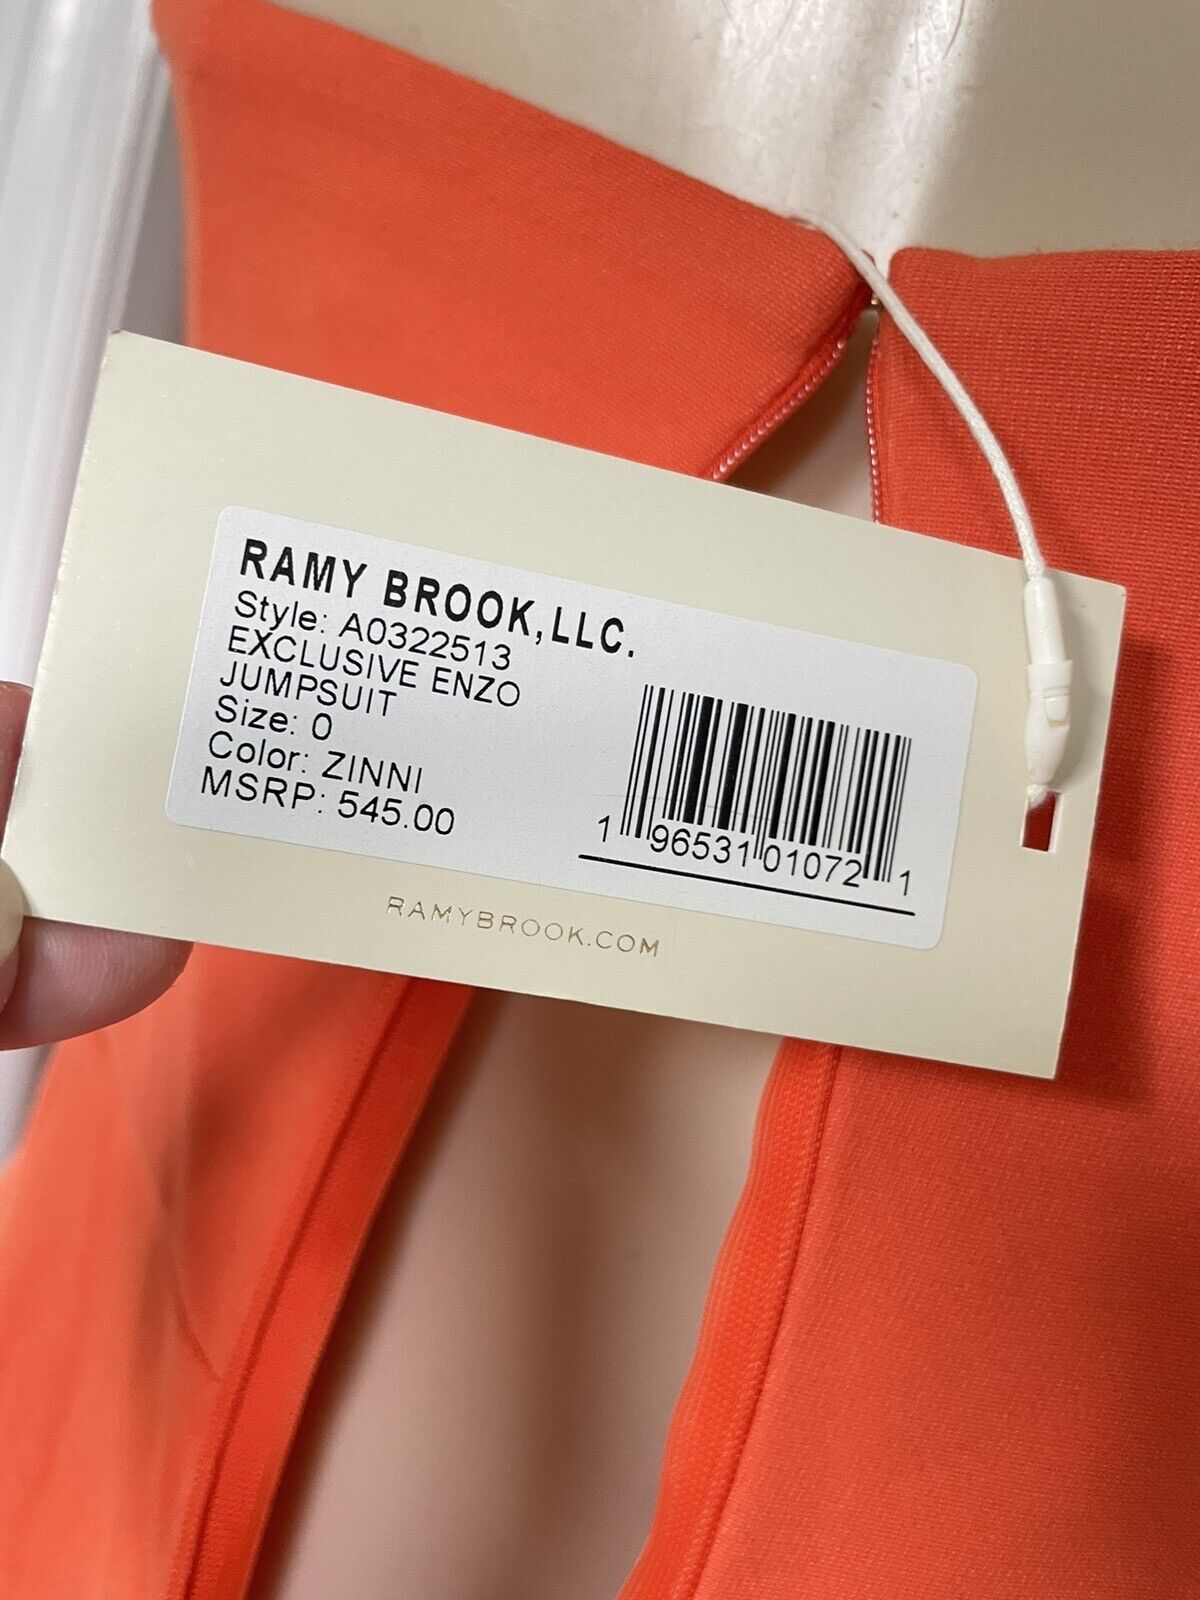 RAMY BROOK,LLC.
Style: A0322513
EXCLUSIVE ENZO
JUMPSUIT
Size: 0
Color: ZINNI
MSRP: 545.00
1 96531 01072 1
RAMYBROOK.COM